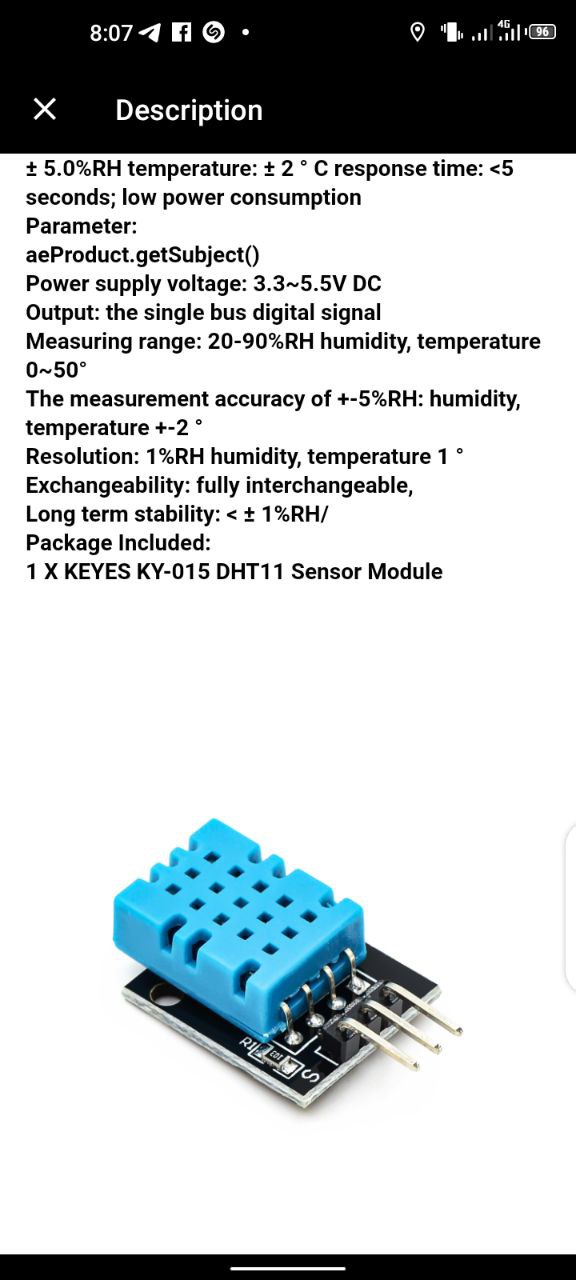 8:07
4G
96
Description
± 5.0%RH temperature: ± 2 ° C response time: <5
seconds; low power consumption
Parameter:
aeProduct.getSubject()
Power supply voltage: 3.3~5.5V DC
Output: the single bus digital signal
Measuring range: 20-90%RH humidity, temperature
0~50°
The measurement accuracy of +-5%RH: humidity,
temperature +-2 °
Resolution: 1%RH humidity, temperature 1 °
Exchangeability: fully interchangeable,
Long term stability: < ± 1%RH/
Package Included:
1 X KEYES KY-015 DHT11 Sensor Module
R1
S